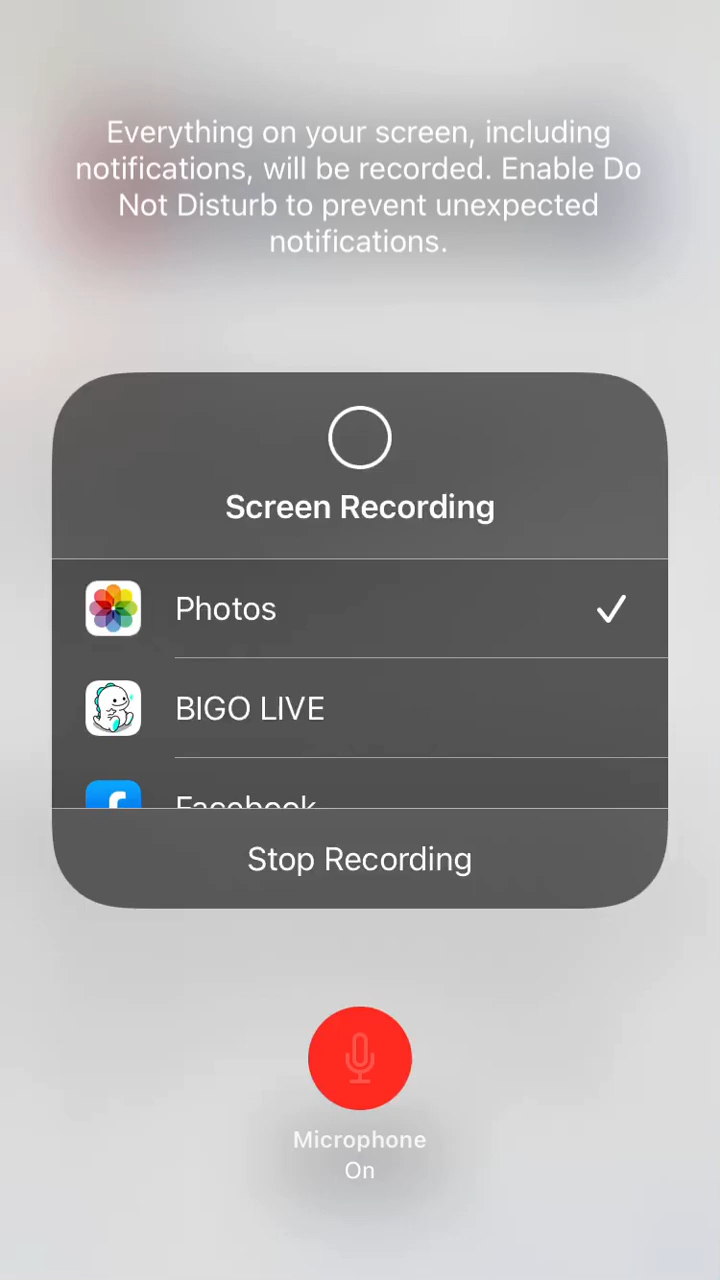 Everything on your screen, including
notifications, will be recorded. Enable Do
Not Disturb to prevent unexpected
notifications.
Screen Recording
Photos
BIGO LIVE
Facebook
Stop Recording
Microphone
On